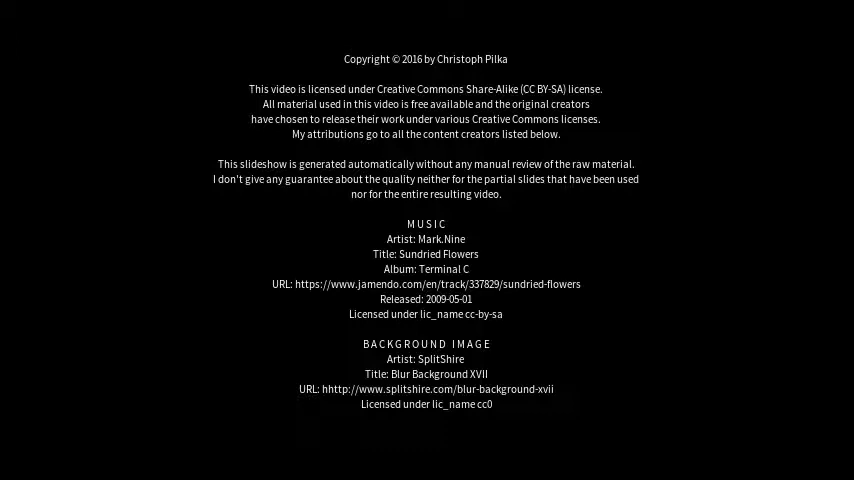 Copyright © 2016 by Christoph Pilka
This video is licensed under Creative Commons Share-Alike (CC BY-SA) license.
All material used in this video is free available and the original creators
have chosen to release their work under various Creative Commons licenses.
My attributions go to all the content creators listed below.
This slideshow is generated automatically without any manual review of the raw material.
I don't give any guarantee about the quality neither for the partial slides that have been used
nor for the entire resulting video.
MUSIC
Artist: Mark.Nine
Title: Sundried Flowers
Album: Terminal C
URL: https://www.jamendo.com/en/track/337829/sundried-flowers
Released: 2009-05-01
Licensed under lic_name cc-by-sa
BACKGROUND IMAGE
Artist: SplitShire
Title: Blur Background XVII
URL: hhttp://www.splitshire.com/blur-background-xvii
Licensed under lic_name cc0